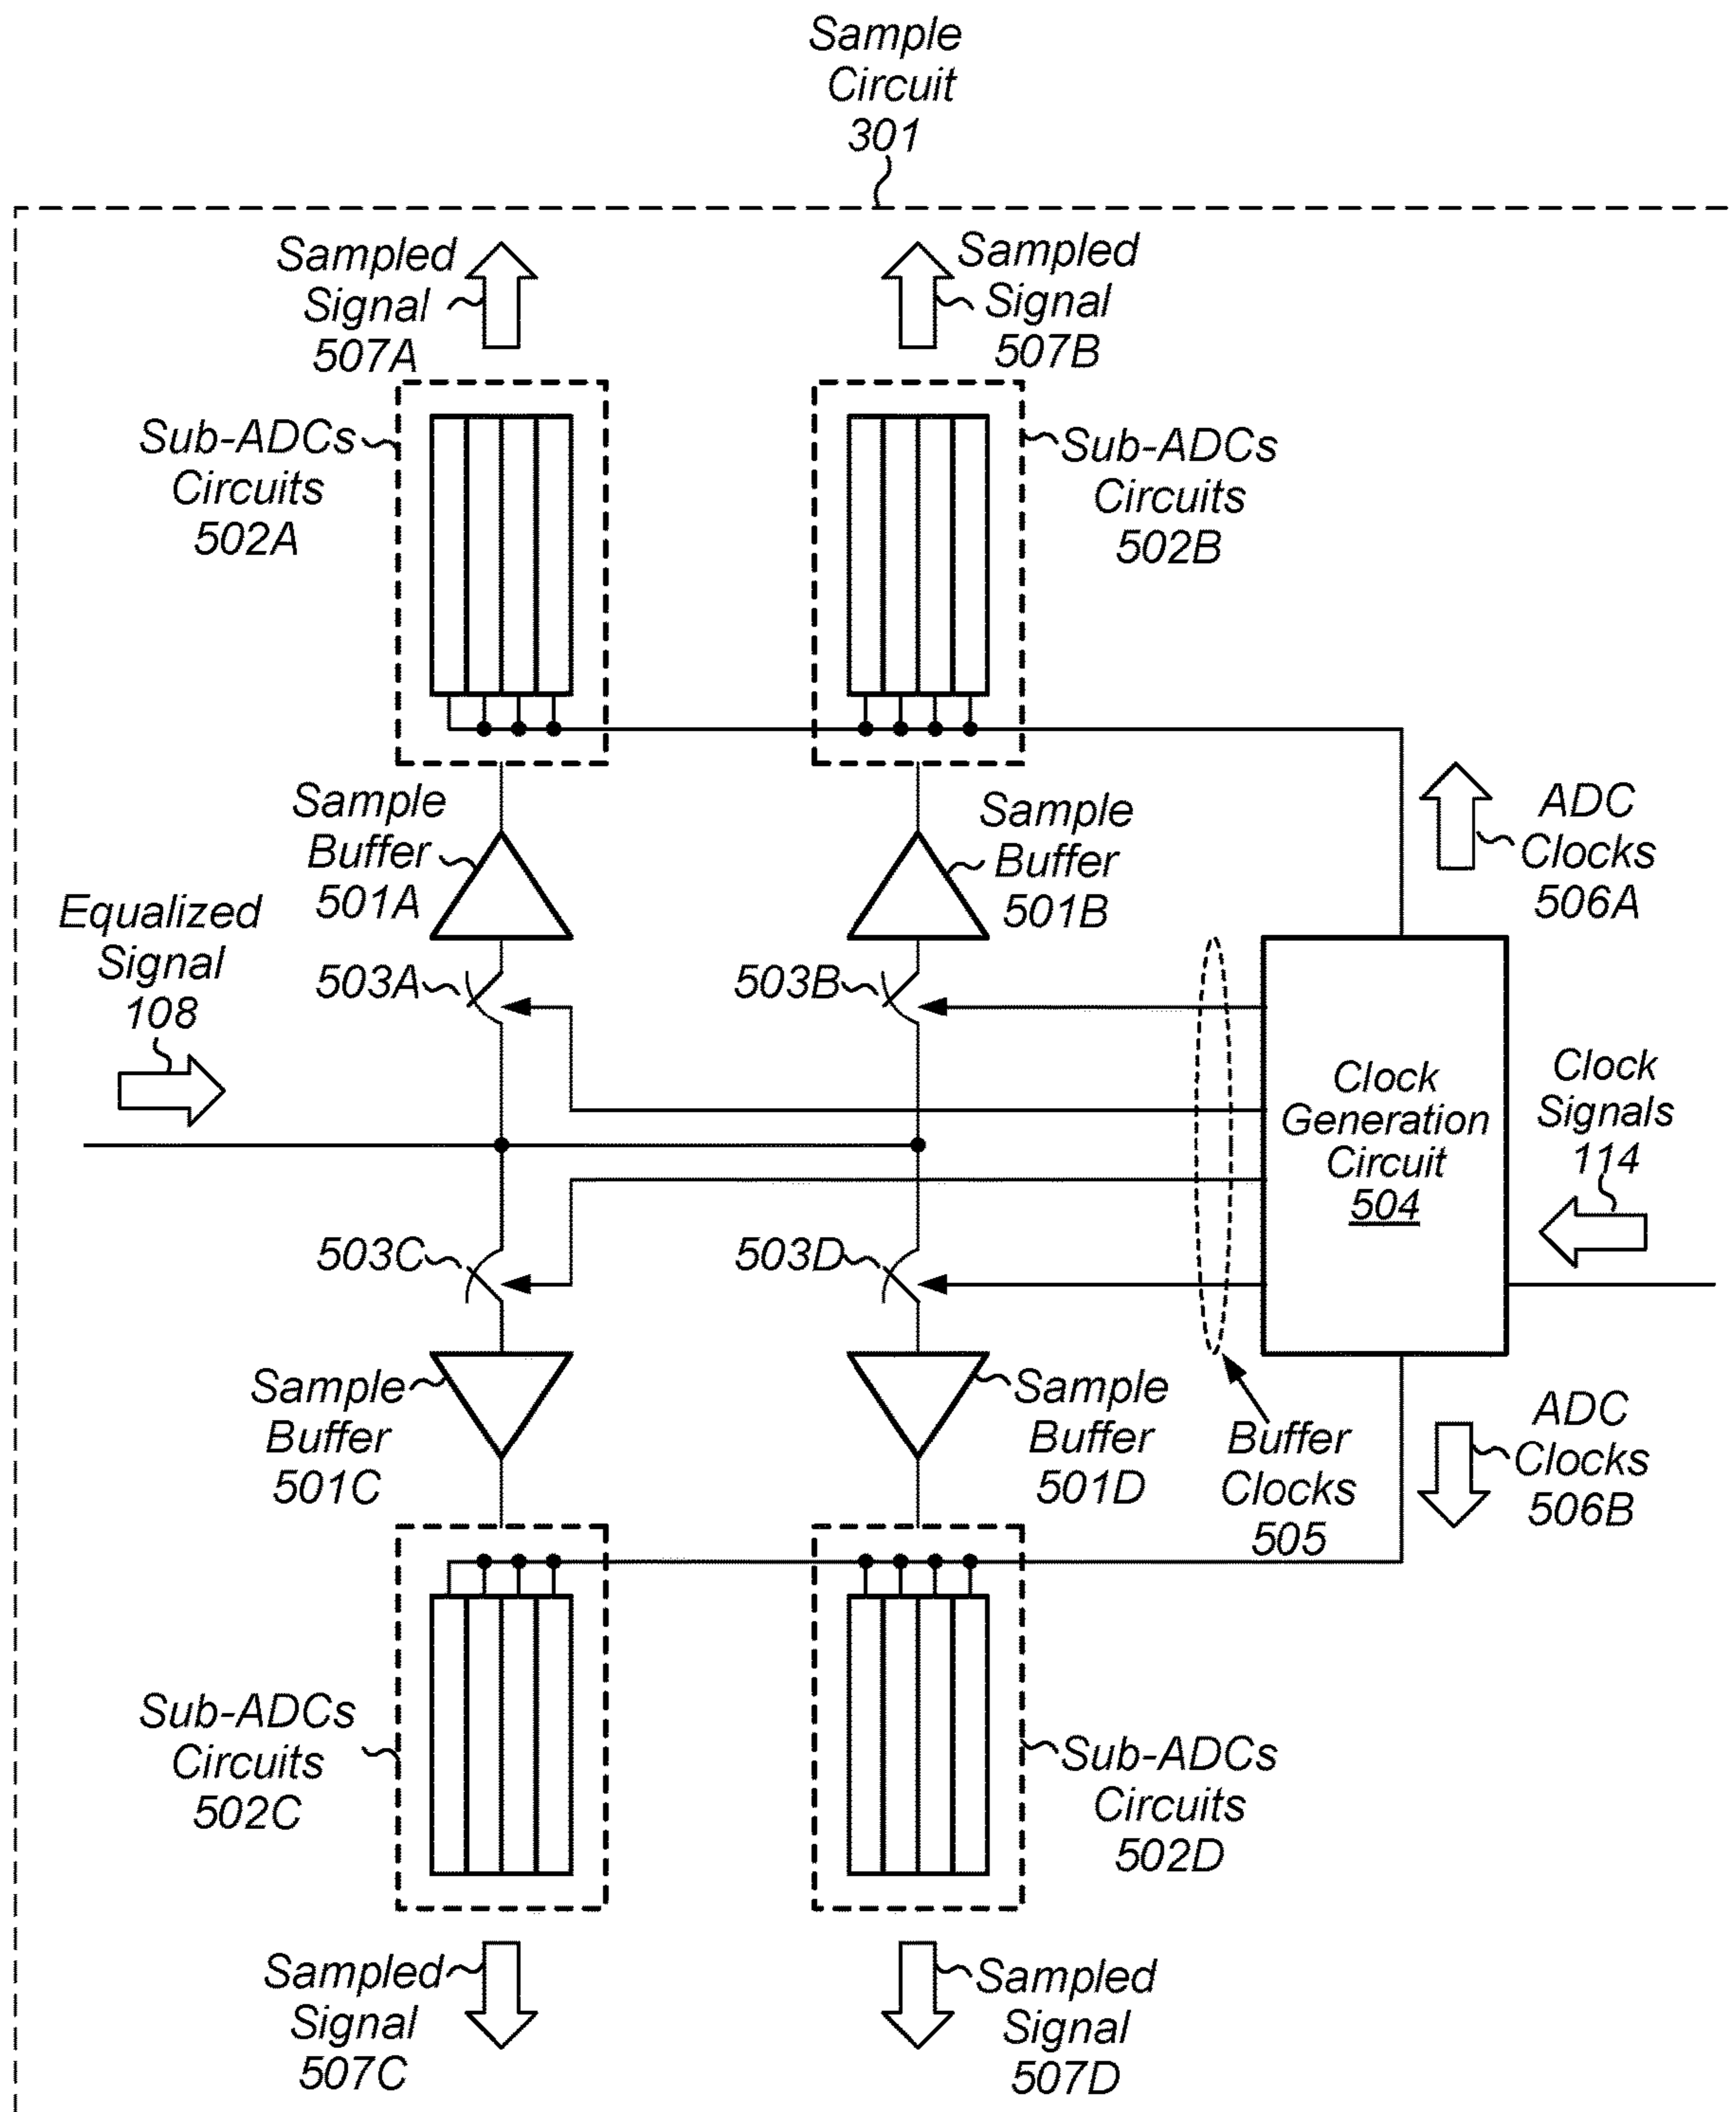 Sample
Circuit
301
Sampled
Signal
507A
Sampled
Signal
507B
Sub-ADCs
Circuits
502A
Sub-ADCs
Circuits
502B
Sample
Buffer
501A
Sample
Buffer
501B
ADC
Clocks
506A
Equalized
Signal
108
503A
503B
Clock
Generation
Circuit
504
Clock
Signals
114
503C
503D
Sample
Buffer
501C
Sample
Buffer
501D
Buffer
Clocks
505
ADC
Clocks
506B
Sub-ADCs
Circuits
502C
Sub-ADCs
Circuits
502D
Sampled
Signal
507C
Sampled
Signal
507D